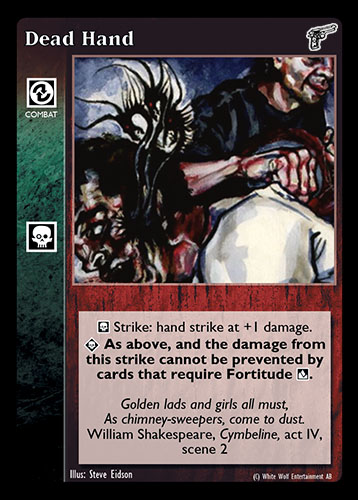 Dead Hand
COMBAT
Strike: hand strike at +1 damage.
As above, and the damage from
this strike cannot be prevented by
cards that require Fortitude .
Golden lads and girls all must,
As chimney-sweepers, come to dust.
William Shakespeare, Cymbeline, act IV,
scene 2
Illus: Steve Eidson
(C) White Wolf Entertainment AB